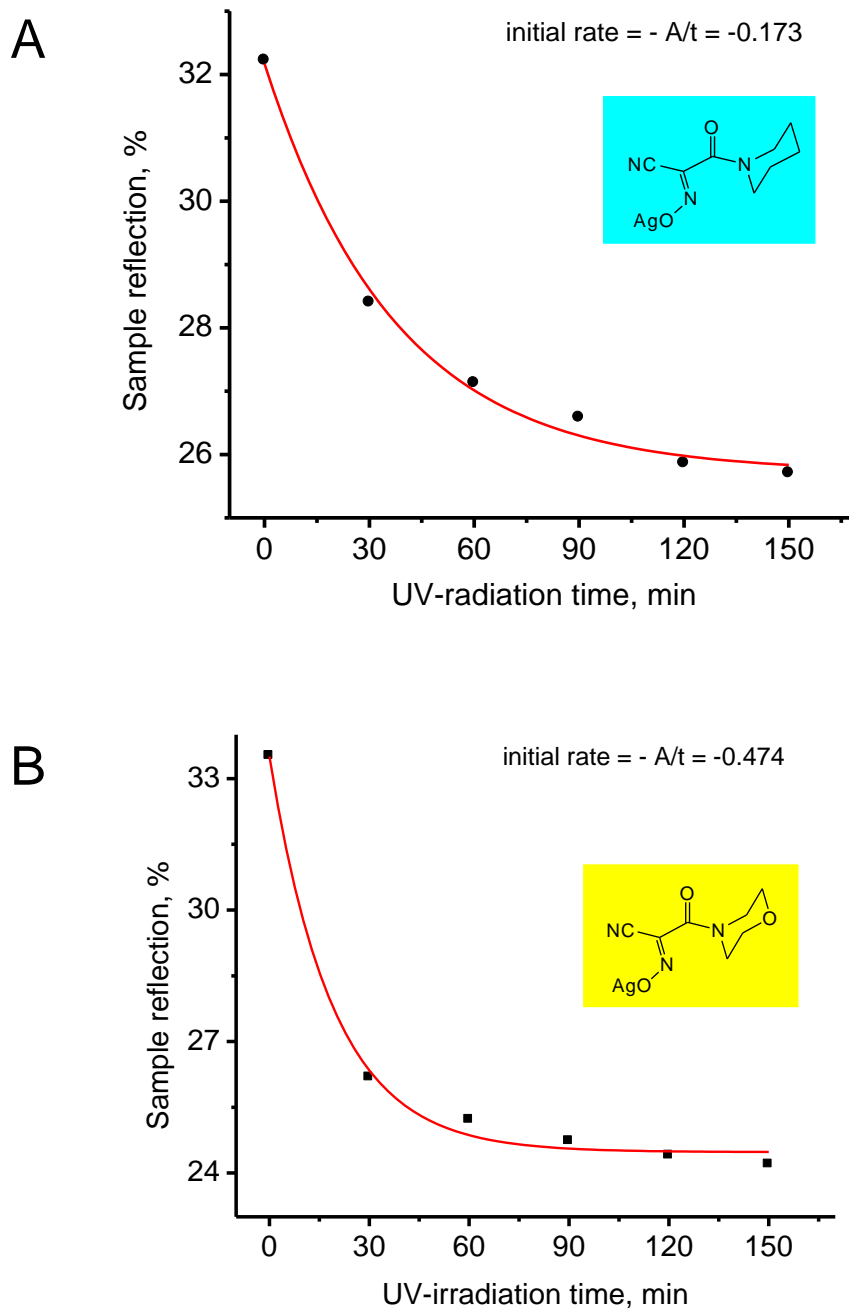 A
initial rate = - A/t = -0.173
32
30
28
26
Sample reflection, %
O
NC
N
N
AgO
0 30 60 90 120 150
UV-radiation time, min
B
initial rate = - A/t = -0.474
33
30
27
24
Sample reflection, %
O
O
NC
N
N
AgO
0 30 60 90 120 150
UV-irradiation time, min